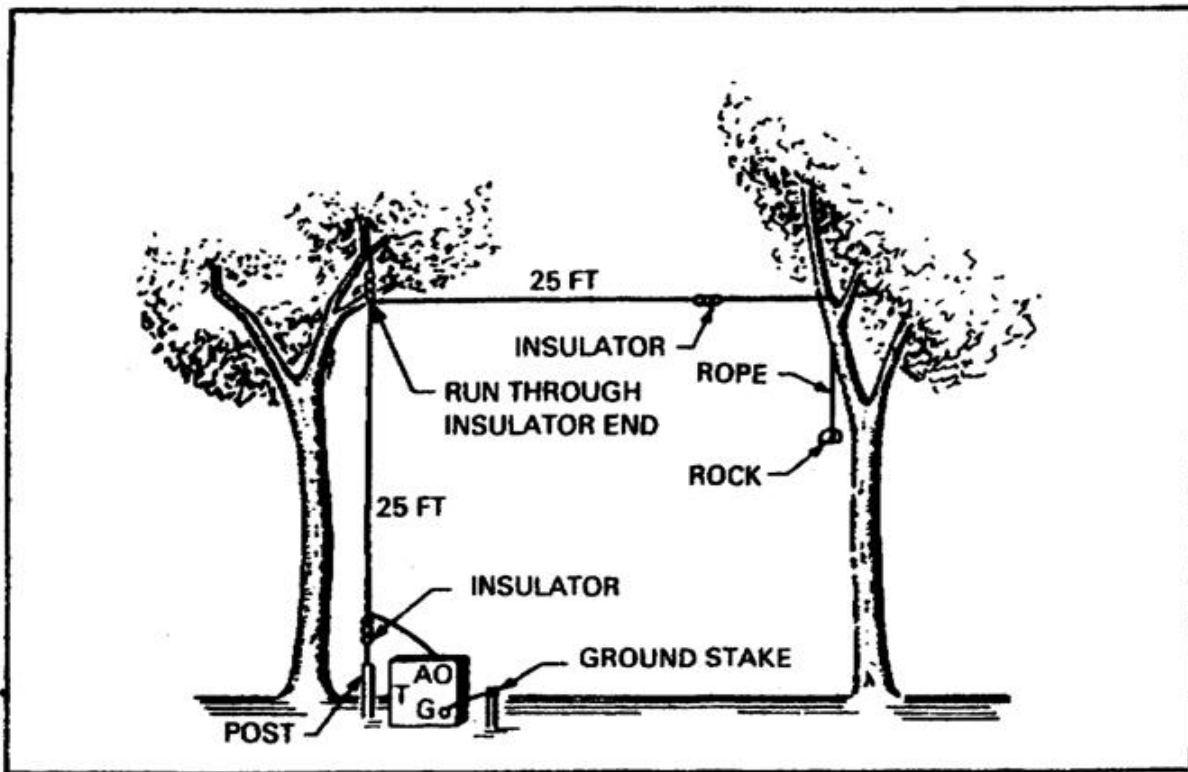 25 FT
INSULATOR
ROPE
RUN THROUGH
INSULATOR END
ROCK
25 FT
INSULATOR
GROUND STAKE
AO
T
G
POST